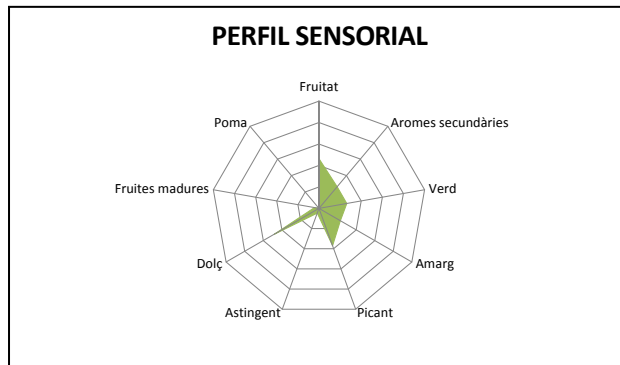 PERFIL SENSORIAL
Fruitat
Aromes secundàries
Verd
Amarg
Picant
Astingent
Dolç
Fruites madures
Poma